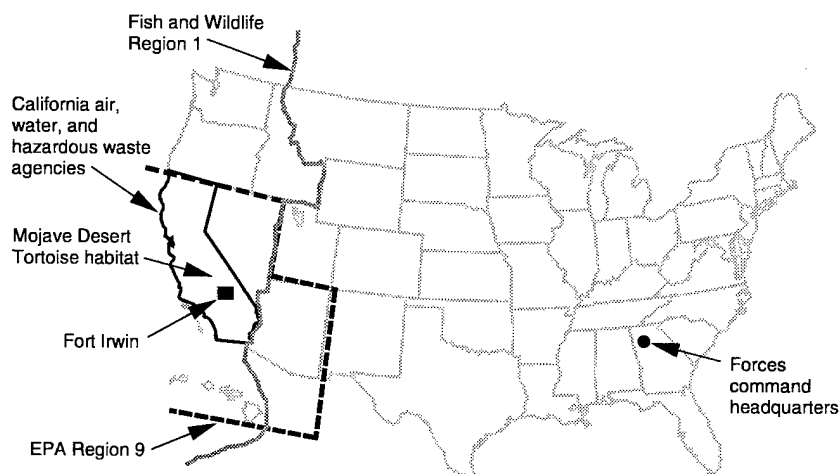 Fish and Wildlife
Region 1
California air,
water, and
hazardous waste
agencies
Mojave Desert
Tortoise habitat
Fort Irwin
Forces
command
headquarters
EPA Region 9